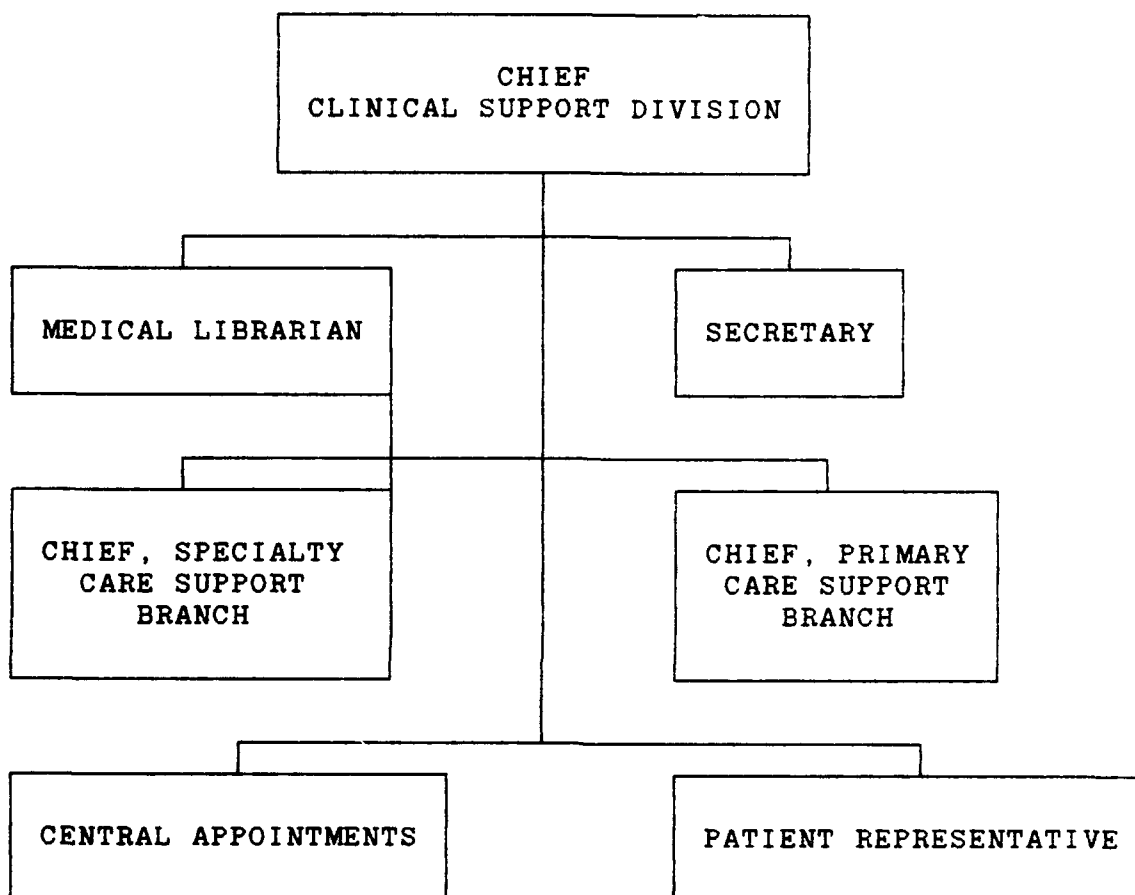 CHIEF
CLINICAL SUPPORT DIVISION
MEDICAL LIBRARIAN
SECRETARY
CHIEF, SPECIALTY
CARE SUPPORT
BRANCH
CHIEF, PRIMARY
CARE SUPPORT
BRANCH
CENTRAL APPOINTMENTS
PATIENT REPRESENTATIVE